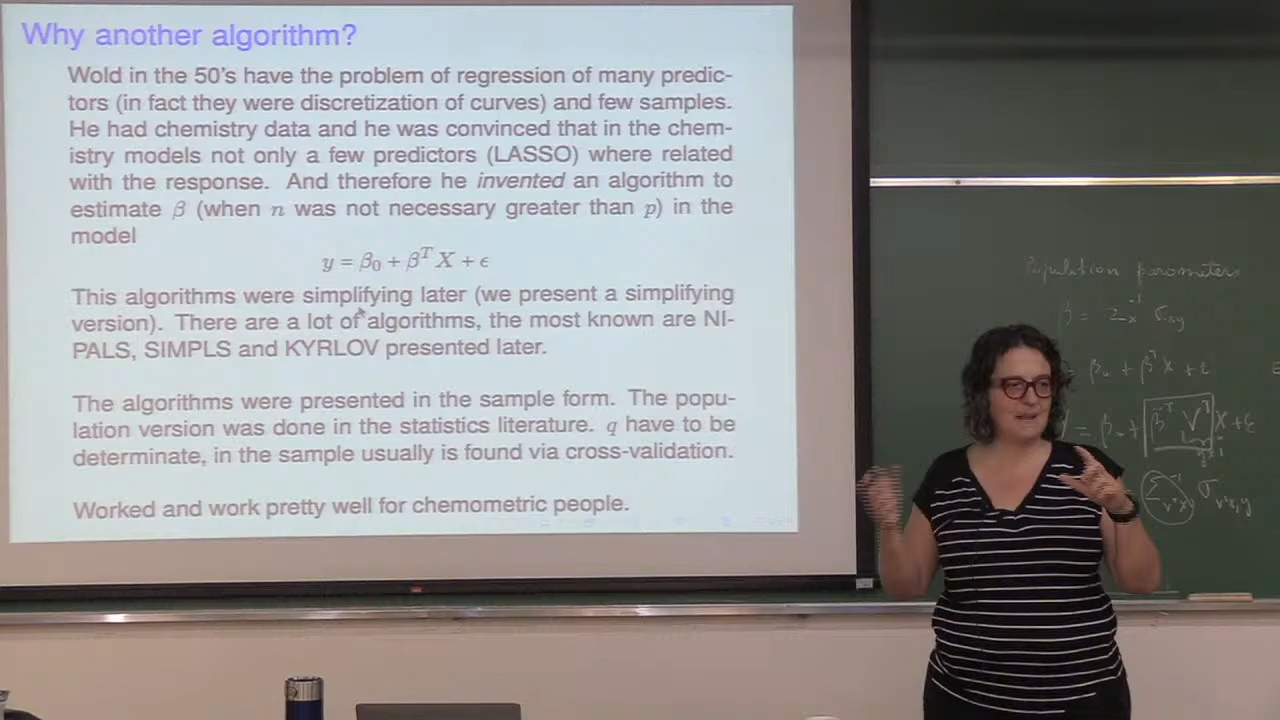 Why another algorithm?
Wold in the 50's have the problem of regression of many predic-
tors (in fact they were discretization of curves) and few samples.
He had chemistry data and he was convinced that in the chem-
istry models not only a few predictors (LASSO) where related
with the response. And therefore he invented an algorithm to
estimate β (when n was not necessary greater than p) in the
model
y = β₀ + βᵀX + ϵ
This algorithms were simplifying later (we present a simplifying
version). There are a lot of algorithms, the most known are NI-
PALS, SIMPLS and KYRLOV presented later.
The algorithms were presented in the sample form. The popu-
lation version was done in the statistics literature. q have to be
determinate, in the sample usually is found via cross-validation.
Worked and work pretty well for chemometric people.
Population parameters
β = Σₓ⁻¹ σₓᵧ
= β₀ + βᵀX + ε